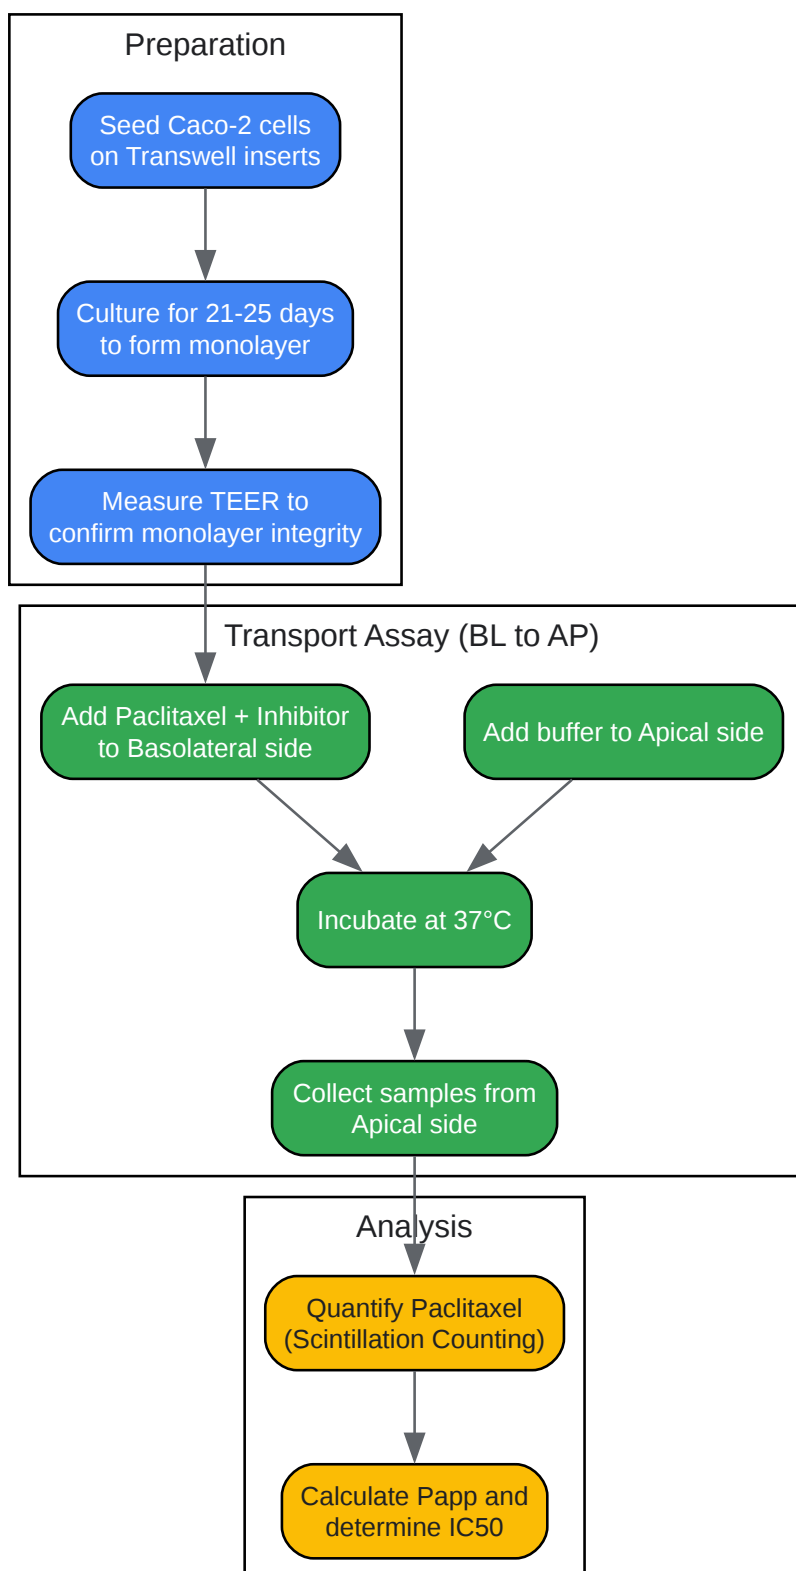 Preparation
Seed Caco-2 cells
on Transwell inserts
Culture for 21-25 days
to form monolayer
Measure TEER to
confirm monolayer integrity
Transport Assay (BL to AP)
Add Paclitaxel + Inhibitor
to Basolateral side
Add buffer to Apical side
Incubate at 37°C
Collect samples from
Apical side
Analysis
Quantify Paclitaxel
(Scintillation Counting)
Calculate Papp and
determine IC50